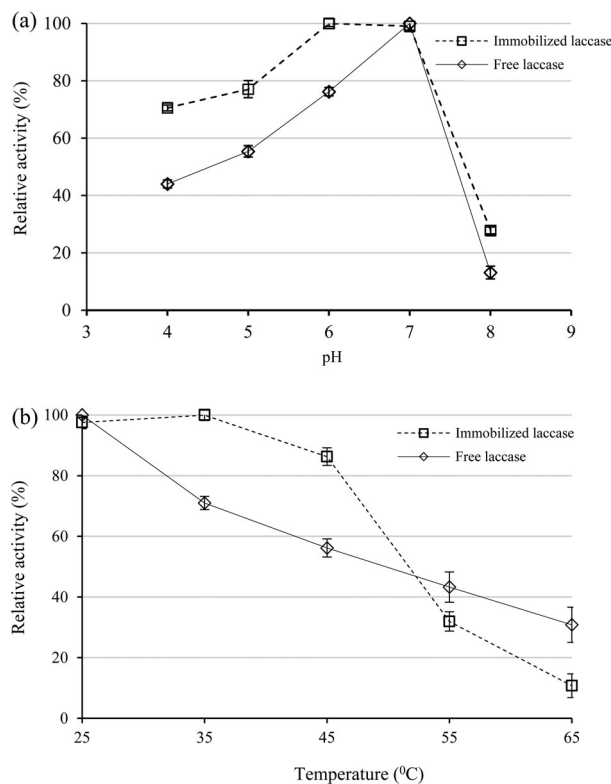 (a)
100
80
60
40
20
0
Relative activity (%)
Immobilized laccase
Free laccase
3 4 5 6 7 8 9
pH
(b)
100
80
60
40
20
0
Relative activity (%)
Immobilized laccase
Free laccase
25 35 45 55 65
Temperature (⁰C)